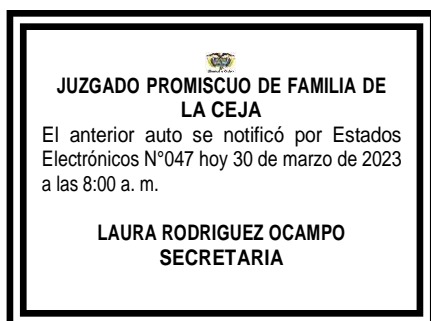 JUZGADO PROMISCUO DE FAMILIA DE
LA CEJA
El anterior auto se notificó por Estados
Electrónicos N°047 hoy 30 de marzo de 2023
a las 8:00 a. m.
LAURA RODRIGUEZ OCAMPO
SECRETARIA